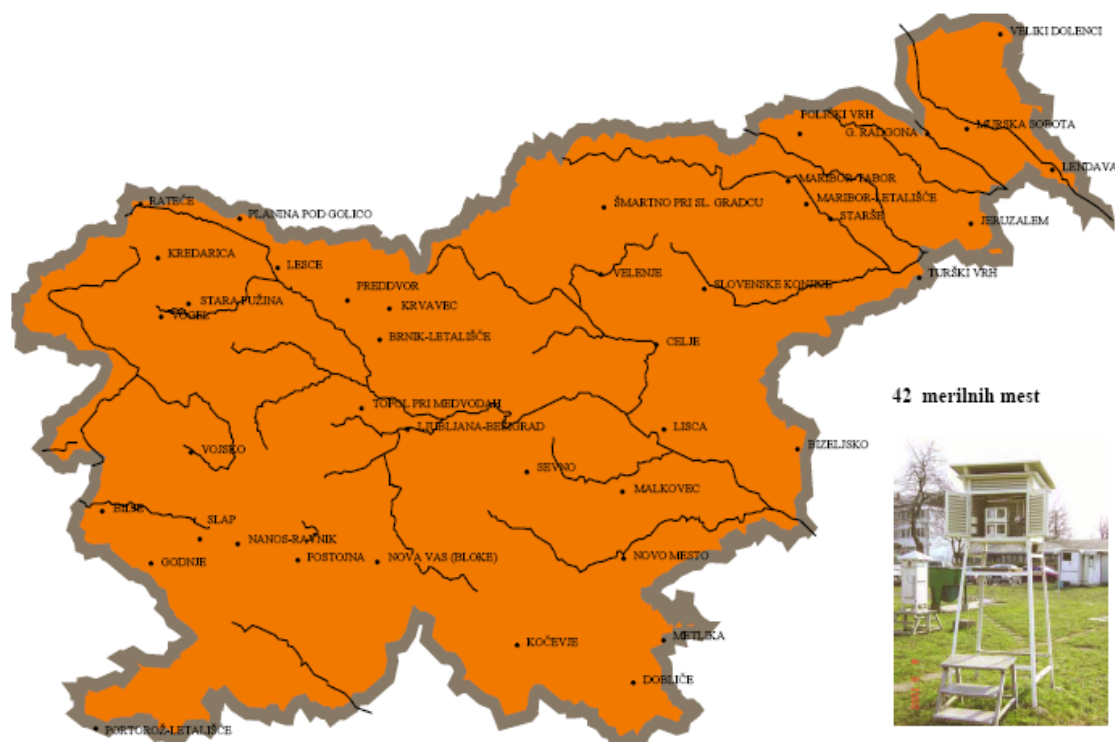 VELIKI DOLENCI
POLIČKI VRH
G. RADGONA
MURSKA SOBOTA
LENDAVA
MARIBOR-TABOR
MARIBOR-LETALIŠČE
STARŠE
JERUZALEM
RATEČE
PLANINA POD GOLICO
ŠMARTNO PRI SL. GRADCU
KREDARICA
LESCE
VELENJE
TURŠKI VRH
SLOVENSKE KONJICE
PREDDVOR
STARA FUŽINA
KRVAVEC
VOGEL
BRNIK-LETALIŠČE
CELJE
42 merilnih mest
TOPOL PRI MEDVODAH
LJUBLJANA-BEŽIGRAD
LISCA
BIZELJSKO
VOJSKO
SEVNO
MALKOVEC
BILJE
SLAP
NANOS-RAVNIK
GODNJE
POSTOJNA
NOVA VAS (BLOKE)
NOVO MESTO
KOČEVJE
METLIKA
DOBLIČE
PORTOROŽ-LETALIŠČE